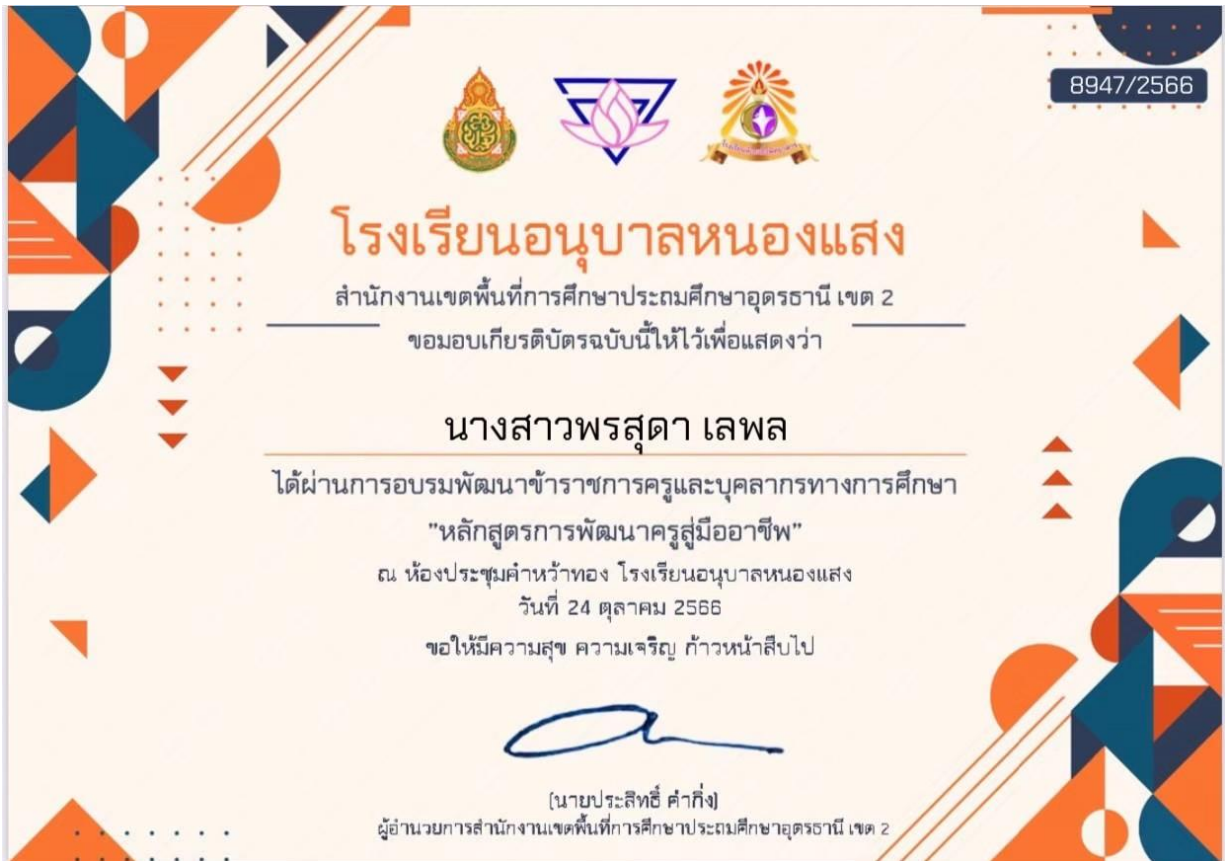 8947/2566
โรงเรียนอนุบาลหนองแสง
สำนักงานเขตพื้นที่การศึกษาประถมศึกษาอุดรธานี เขต 2
ขอมอบเกียรติบัตรฉบับนี้ให้ไว้เพื่อแสดงว่า
นางสาวพรสุดา เลพล
ได้ผ่านการอบรมพัฒนาข้าราชการครูและบุคลากรทางการศึกษา
"หลักสูตรการพัฒนาครูสู่มืออาชีพ"
ณ ห้องประชุมคำหว้าทอง โรงเรียนอนุบาลหนองแสง
วันที่ 24 ตุลาคม 2566
ขอให้มีความสุข ความเจริญ ก้าวหน้าสืบไป
(นายประสิทธิ์ คำกิ่ง)
ผู้อำนวยการสำนักงานเขตพื้นที่การศึกษาประถมศึกษาอุดรธานี เขต 2